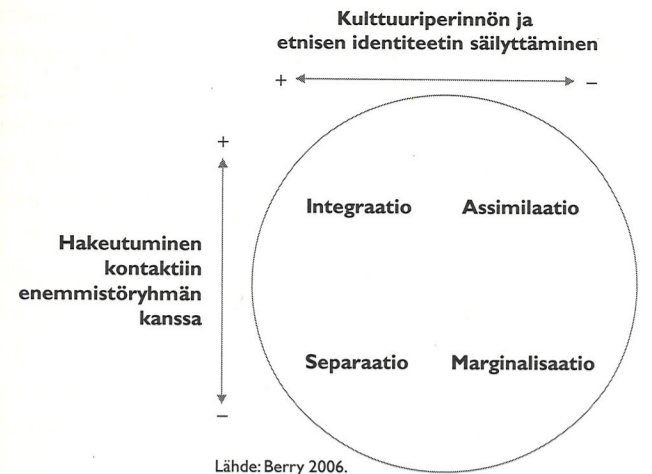 Kulttuuriperinnön ja
etnisen identiteetin säilyttäminen
+ −
+
Integraatio Assimilaatio
Hakeutuminen
kontaktiin
enemmistöryhmän
kanssa
Separaatio Marginalisaatio
−
Lähde: Berry 2006.